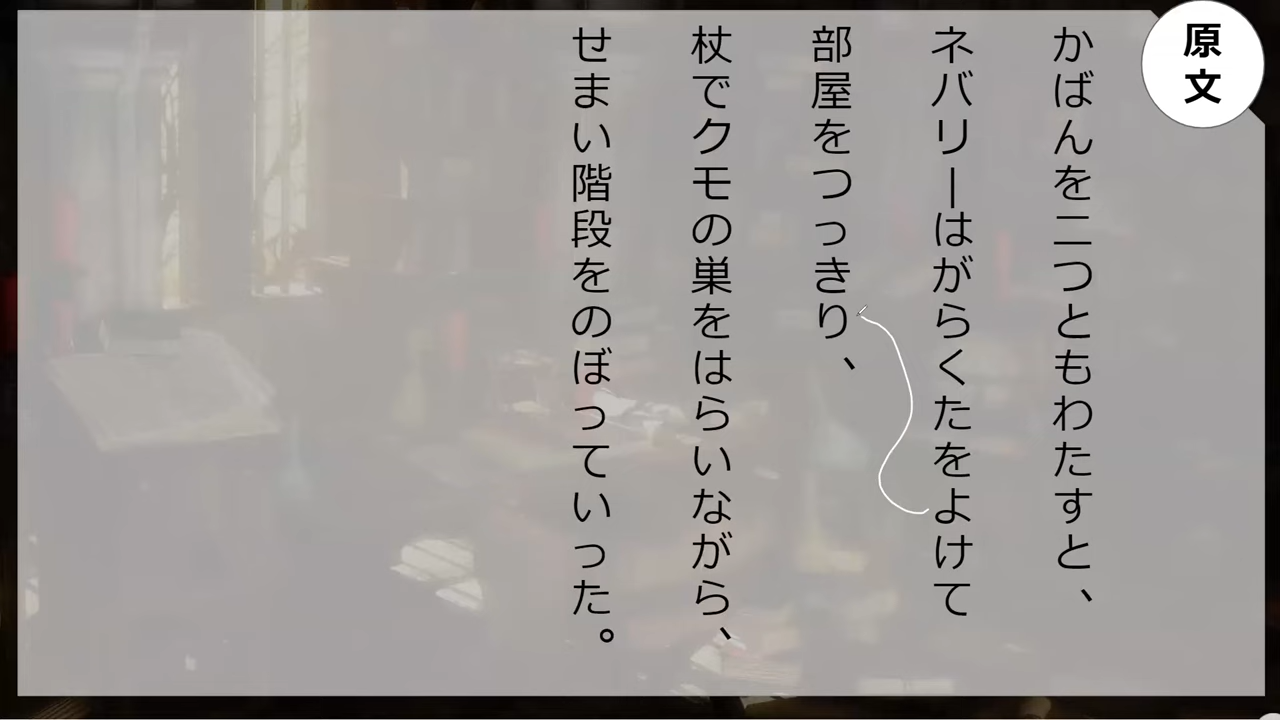 原文
かばんを二つともわたすと、
ネバリーはがらくたをよけて
部屋をつっきり、
杖でクモの巣をはらいながら、
せまい階段をのぼっていった。